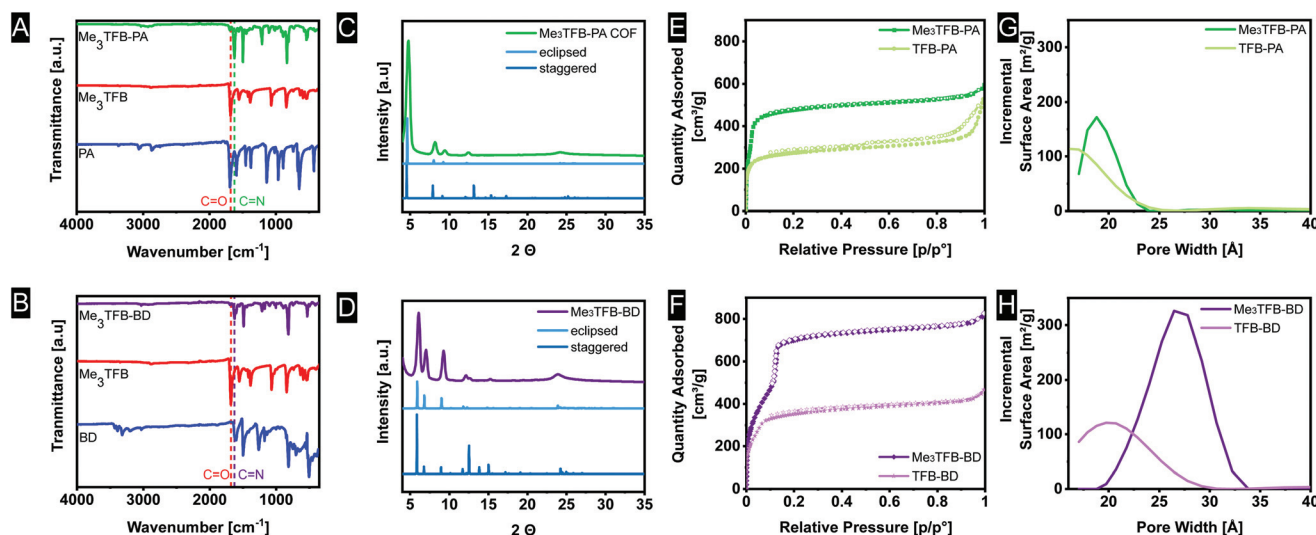 A
Transmittance [a.u.]
Me3TFB-PA
Me3TFB
PA
C=O
C=N
4000 3000 2000 1000
Wavenumber [cm-1]
C
Intensity [a.u]
Me3TFB-PA COF
eclipsed
staggered
5 10 15 20 25 30 35
2 Θ
E
Quantity Adsorbed
[cm³/g]
800
600
400
200
0
Me3TFB-PA
TFB-PA
0.2 0.4 0.6 0.8 1
Relative Pressure [p/p°]
G
Incremental
Surface Area [m²/g]
300
200
100
0
Me3TFB-PA
TFB-PA
20 25 30 35 40
Pore Width [Å]
B
Tranmittance [a.u.]
Me3TFB-BD
Me3TFB
BD
C=O
C=N
4000 3000 2000 1000
Wavenumber [cm-1]
D
Intensity [a.u.]
Me3TFB-BD
eclipsed
staggered
5 10 15 20 25 30 35
2 Θ
F
Quantity Adsorbed
[cm³/g]
800
600
400
200
0
Me3TFB-BD
TFB-BD
0.2 0.4 0.6 0.8 1
Relative Pressure [p/p°]
H
Incremental
Surface Area [m²/g]
300
200
100
0
Me3TFB-BD
TFB-BD
20 25 30 35 40
Pore Width [Å]